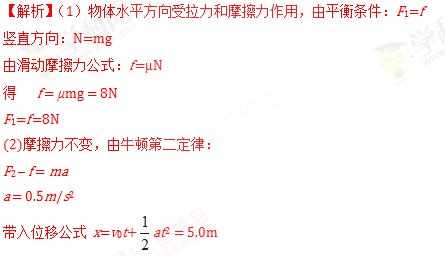 【解析】(1) 物体水平方向受拉力和摩擦力作用，由平衡条件：F₁=f
竖直方向：N=mg
由滑动摩擦力公式：f=μN
得 f= μmg = 8N
F₁=f=8N
(2)摩擦力不变，由牛顿第二定律：
F₂−f= ma
a= 0.5m/s²
带入位移公式 x=v₀t+½ at² = 5.0m